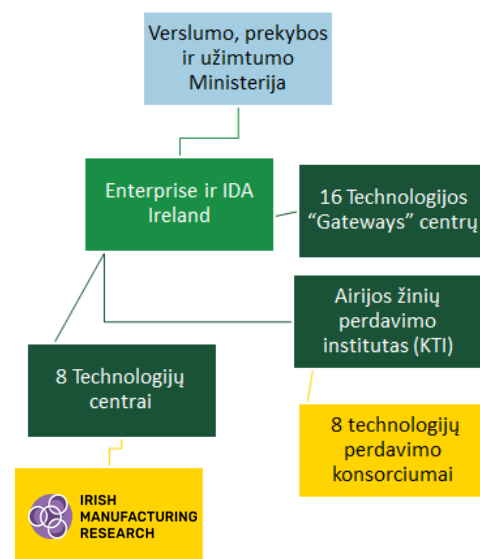 Verslumo, prekybos
ir užimtumo
Ministerija
Enterprise ir IDA
Ireland
16 Technologijos
“Gateways” centrų
Airijos žinių
perdavimo
institutas (KTI)
8 Technologijų
centrai
8 technologijų
perdavimo
konsorciumai
IRISH
MANUFACTURING
RESEARCH